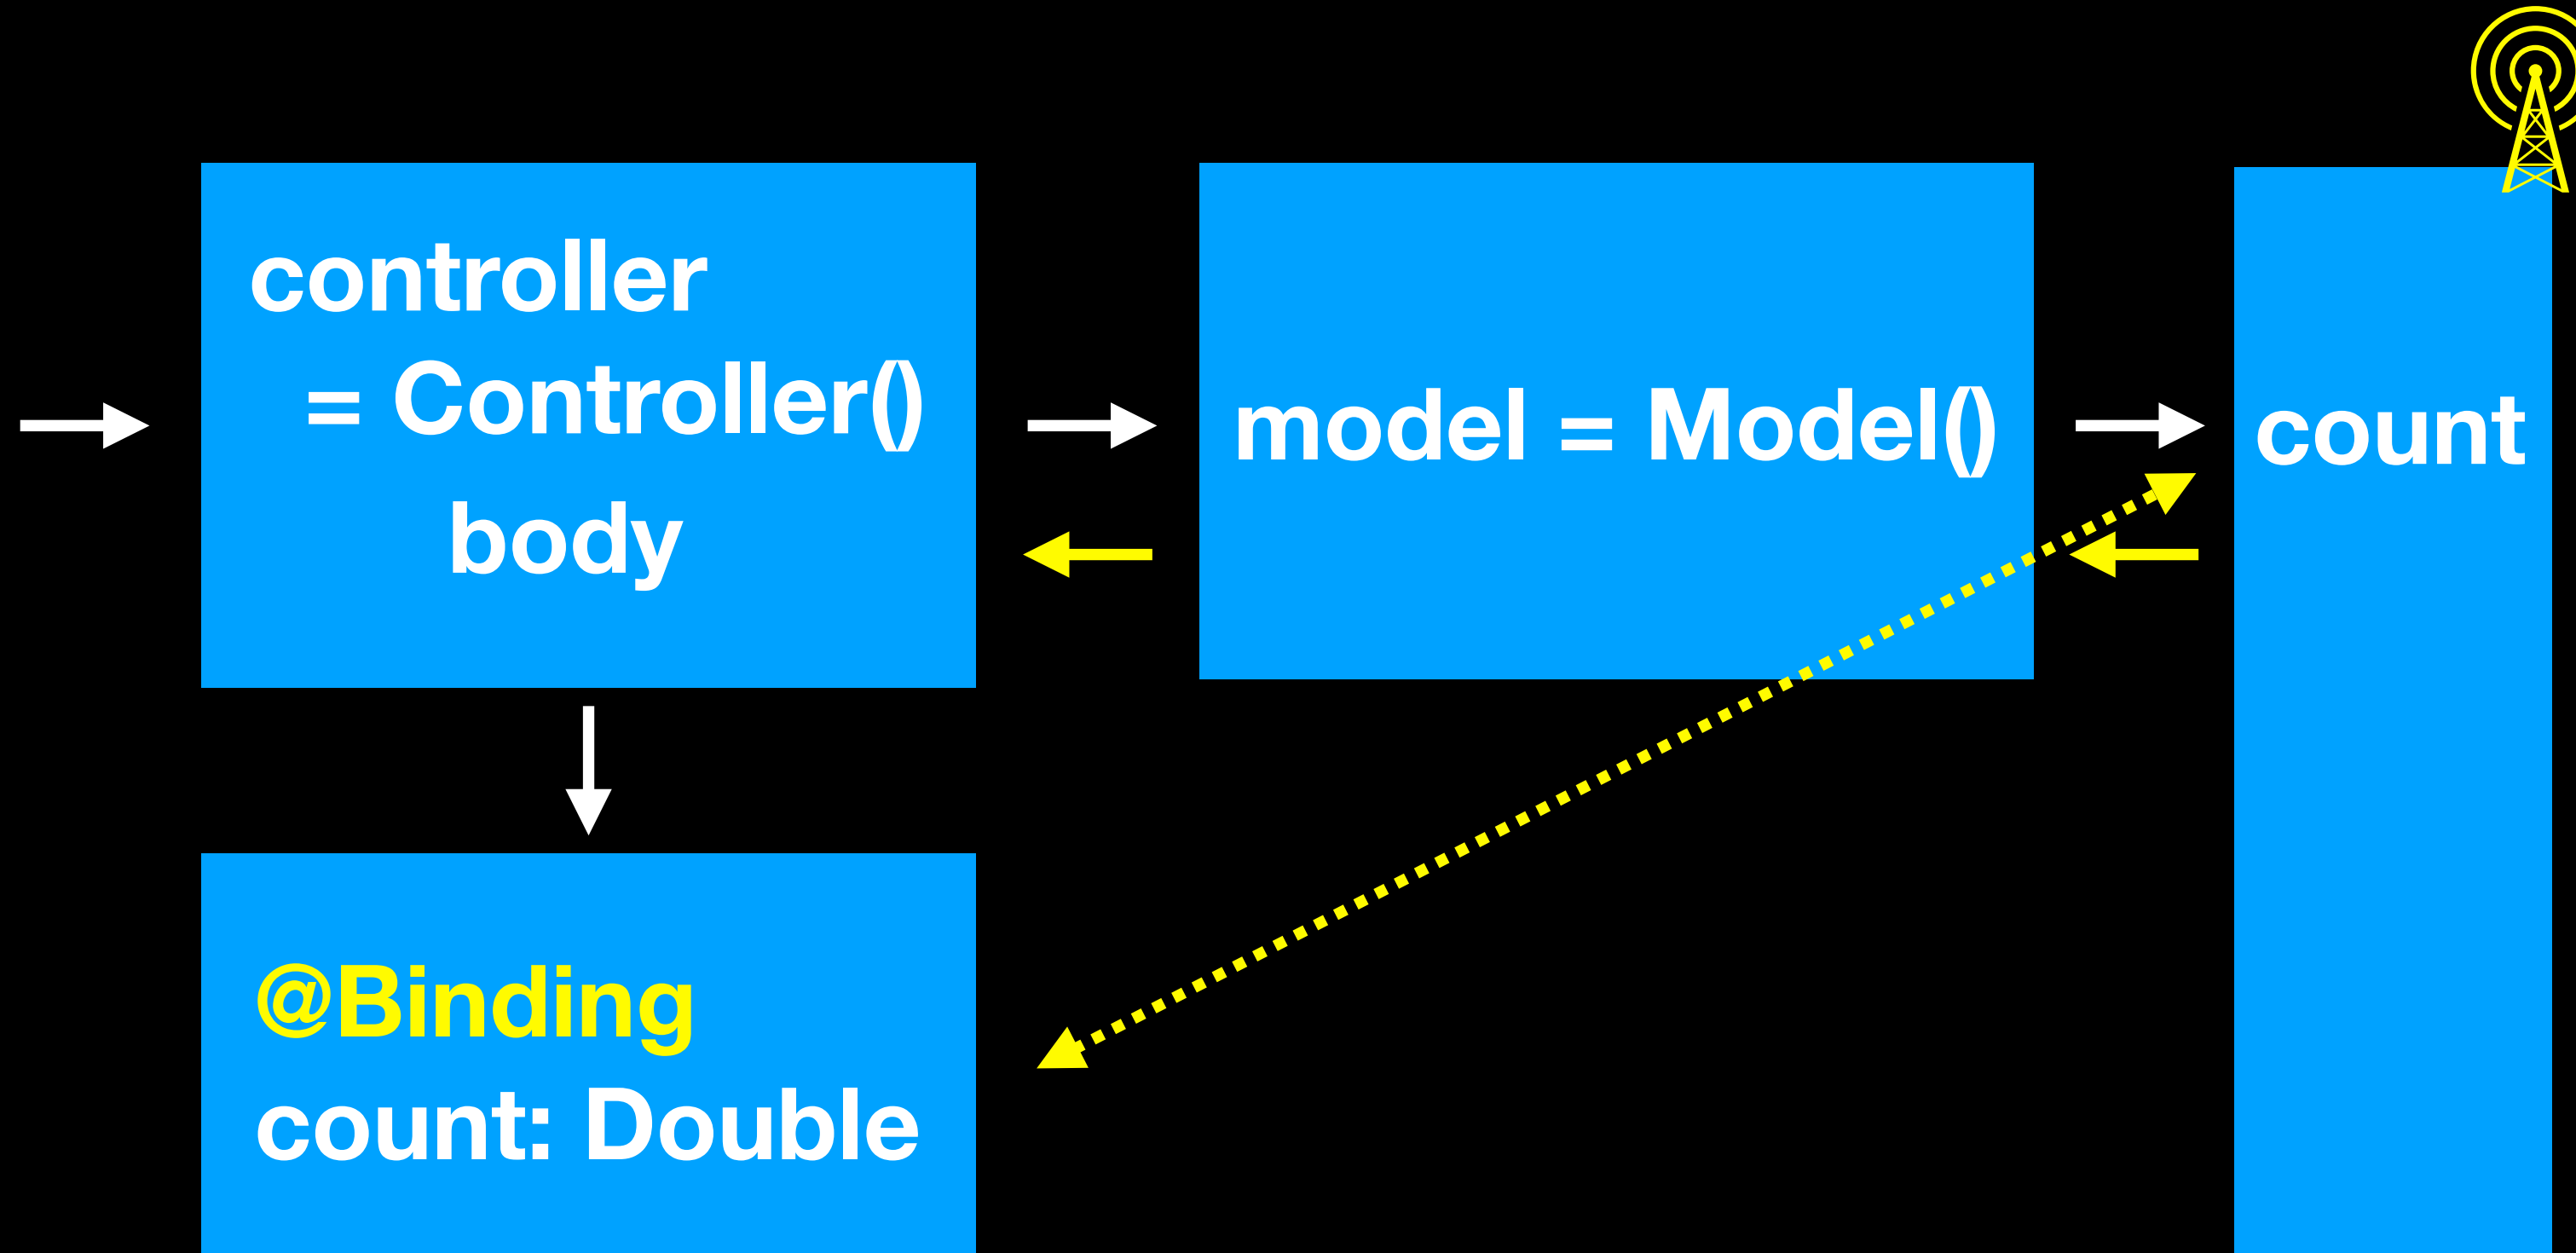 controller
= Controller()
body
model = Model()
count
@Binding
count: Double